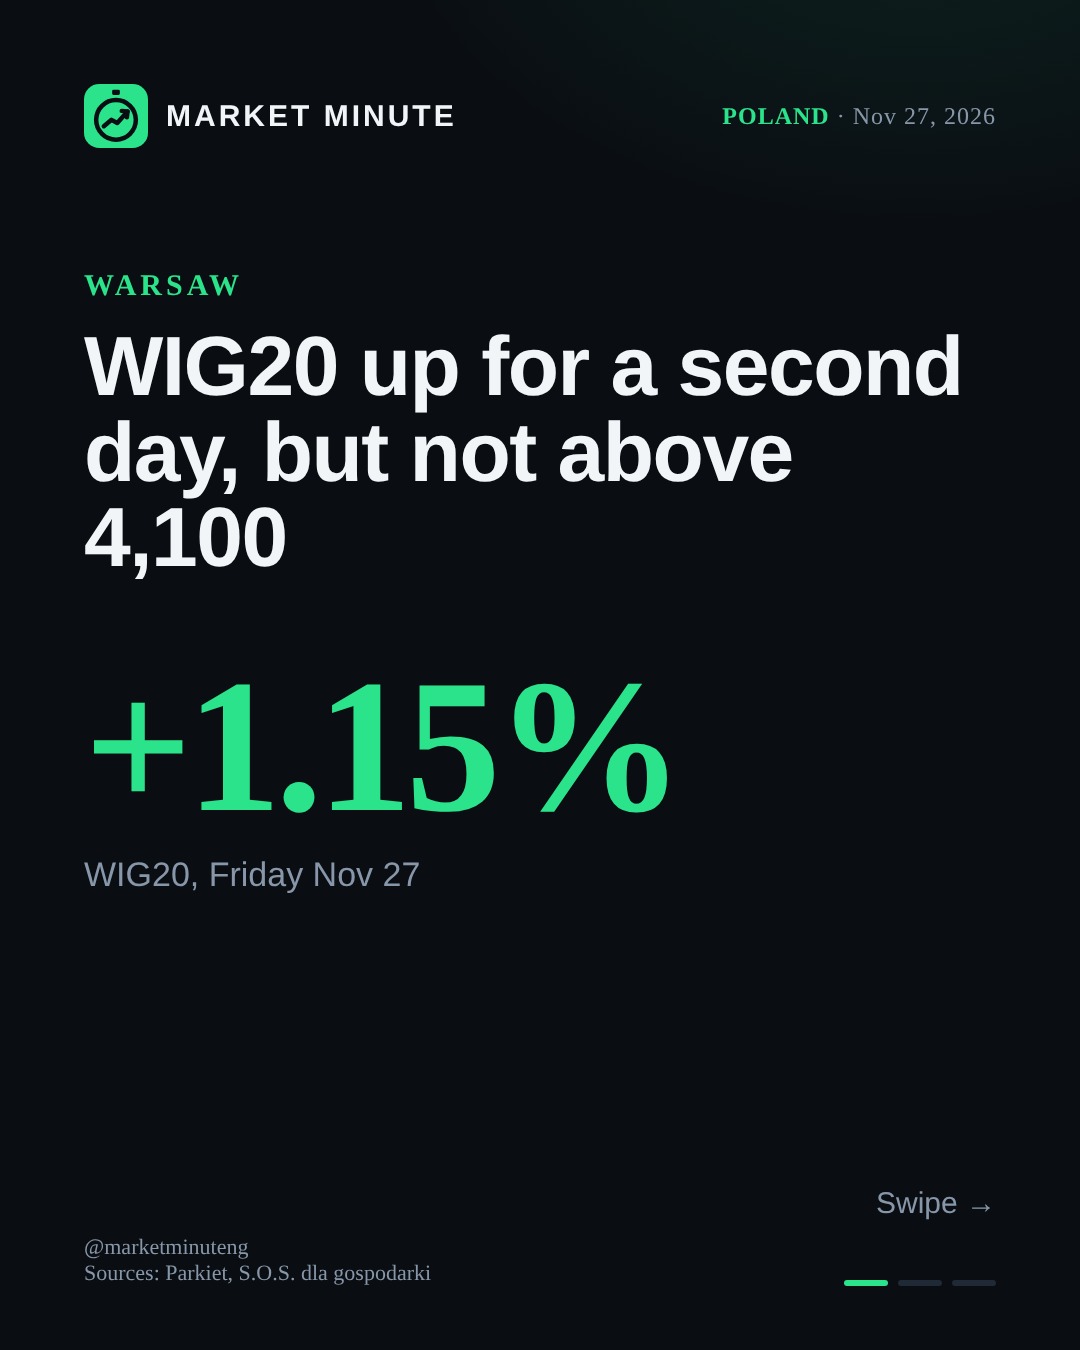 MARKET MINUTE
POLAND · Nov 27, 2026
WARSAW
WIG20 up for a second
day, but not above
4,100
+1.15%
WIG20, Friday Nov 27
Swipe →
@marketminuteng
Sources: Parkiet, S.O.S. dla gospodarki